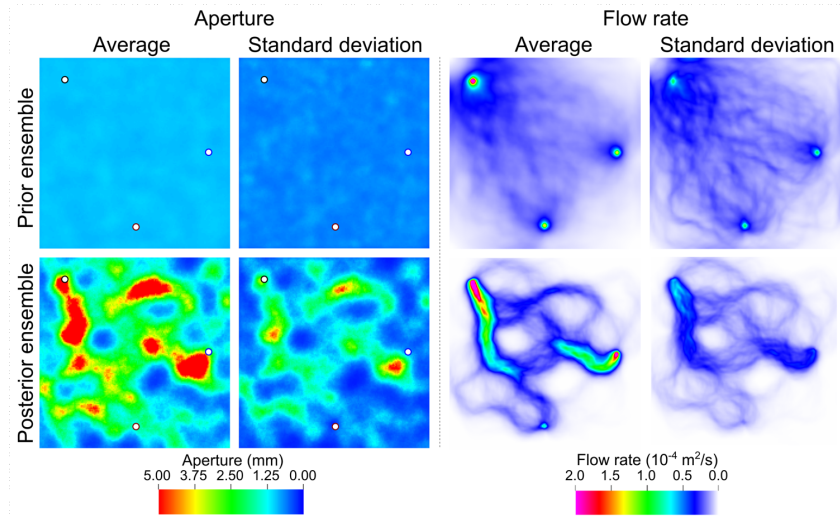 Aperture Flow rate
Average Standard deviation Average Standard deviation
Prior ensemble
Posterior ensemble
Aperture (mm) Flow rate (10⁻⁴ m²/s)
5.00 3.75 2.50 1.25 0.00 2.0 1.5 1.0 0.5 0.0